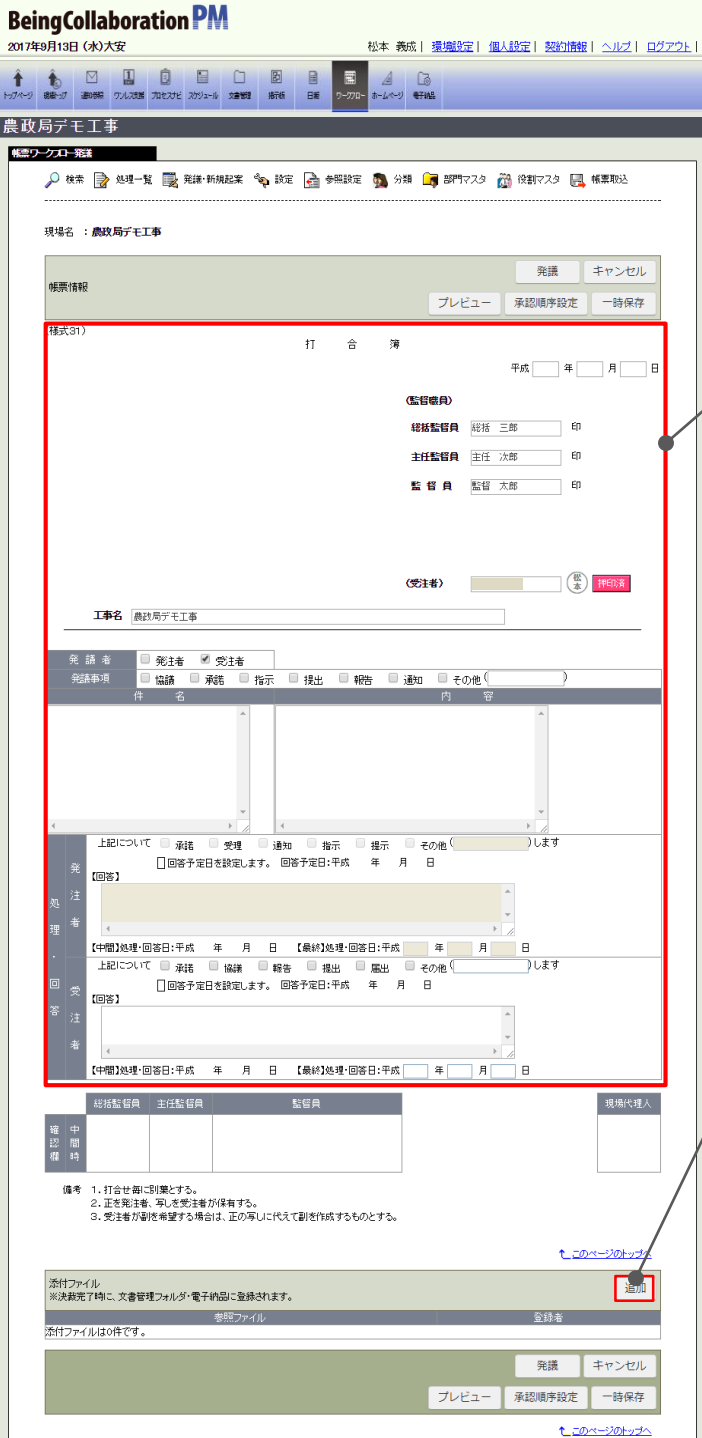 BeingCollaboration PM
2017年9月13日 (水)大安
松本 義成 | 環境設定 | 個人設定 | 契約情報 | ヘルプ | ログアウト |
トップページ 現場トップ 連絡事項 ワンレス支援 プロセスナビ スケジュール 文書管理 掲示板 日報 ワークフロー ホームページ 電子納品
農政局デモ工事
帳票ワークフロー発議
検索 処理一覧 発議・新規起案 設定 参照設定 分類 部門マスタ 役割マスタ 帳票取込
現場名 : 農政局デモ工事
発議 キャンセル
帳票情報
プレビュー 承認順序設定 一時保存
(様式31)
打 合 簿
平成 年 月 日
(監督職員)
総括監督員 総括 三郎 印
主任監督員 主任 次郎 印
監 督 員 監督 太郎 印
(受注者) 松本 押印済
工事名 農政局デモ工事
発 議 者 発注者 受注者
発議事項 協議 承諾 指示 提出 報告 通知 その他 ( )
件 名 内 容
上記について 承諾 受理 通知 指示 提示 その他 ( )します
回答予定日を設定します。 回答予定日:平成 年 月 日
【回答】
発注者
【中間】処理・回答日:平成 年 月 日 【最終】処理・回答日:平成 年 月 日
処理・回答
上記について 承諾 協議 報告 提出 届出 その他 ( )します
回答予定日を設定します。 回答予定日:平成 年 月 日
【回答】
受注者
【中間】処理・回答日:平成 年 月 日 【最終】処理・回答日:平成 年 月 日
総括監督員 主任監督員 監督員 現場代理人
確認欄 中間時
備考 1. 打合せ毎に別葉とする。
2. 正を発注者、写しを受注者が保有する。
3. 受注者が副を希望する場合は、正の写しに代えて副を作成するものとする。
このページのトップへ
添付ファイル
※決裁完了時に、文書管理フォルダ・電子納品に登録されます。
追加
参照ファイル 登録者
添付ファイルは0件です。
発議 キャンセル
プレビュー 承認順序設定 一時保存
このページのトップへ